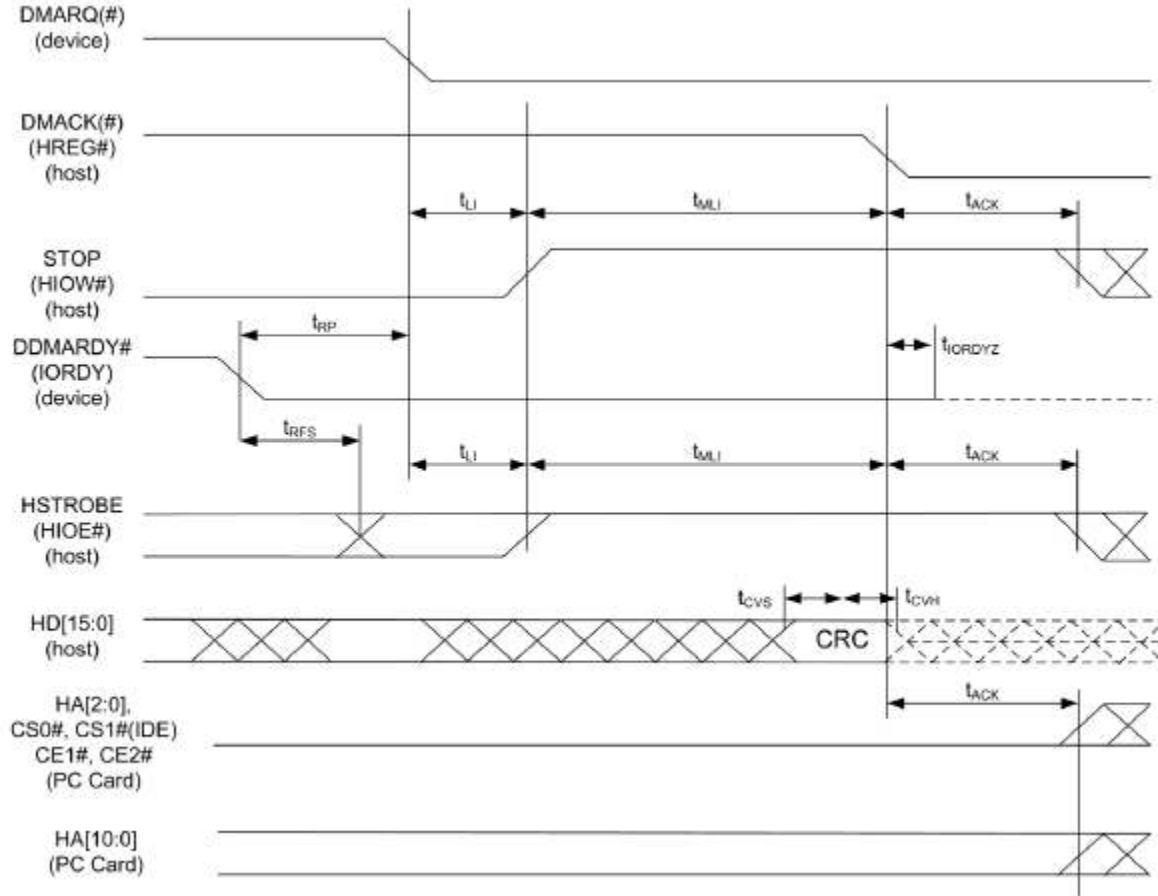 DMARQ(#)
(device)
DMACK(#)
(HREG#)
(host)
tLI
tMLI
tACK
STOP
(HIOW#)
(host)
tRP
DDMARDY#
(IORDY)
(device)
tIORDYZ
tRFS
tLI
tMLI
tACK
HSTROBE
(HIOE#)
(host)
tCVS
tCVH
HD[15:0]
(host)
CRC
HA[2:0],
CS0#, CS1#(IDE)
CE1#, CE2#
(PC Card)
tACK
HA[10:0]
(PC Card)